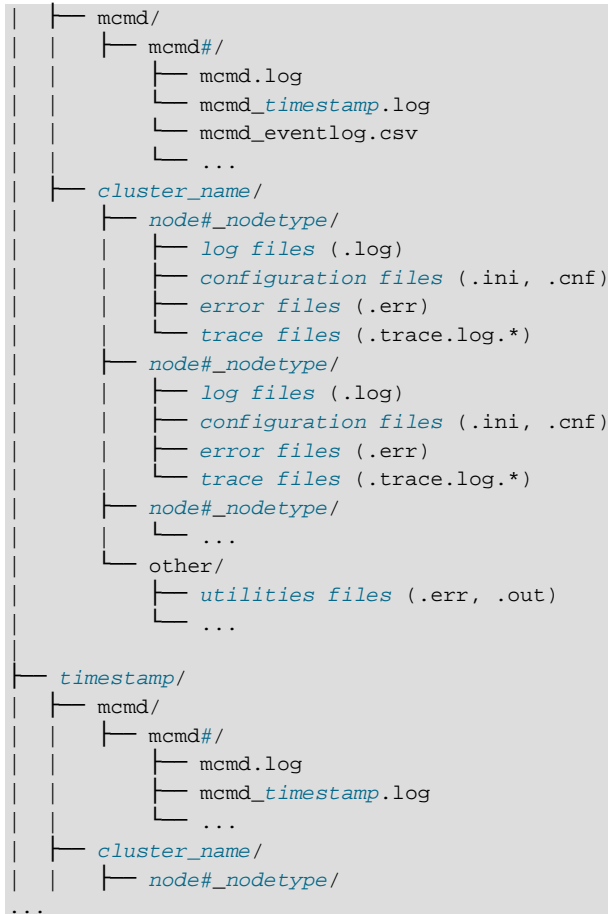 │   ├── mcmd/
│   │   ├── mcmd#/
│   │       ├── mcmd.log
│   │       └── mcmd_timestamp.log
│   │       └── mcmd_eventlog.csv
│   │       └── ...
│   ├── cluster_name/
│       ├── node#_nodetype/
│       │   ├── log files (.log)
│       │   ├── configuration files (.ini, .cnf)
│       │   ├── error files (.err)
│       │   └── trace files (.trace.log.*)
│       ├── node#_nodetype/
│       │   ├── log files (.log)
│       │   ├── configuration files (.ini, .cnf)
│       │   ├── error files (.err)
│       │   └── trace files (.trace.log.*)
│       ├── node#_nodetype/
│       │   └── ...
│       └── other/
│           ├── utilities files (.err, .out)
│           └── ...
│
├── timestamp/
│   ├── mcmd/
│   │   ├── mcmd#/
│   │       ├── mcmd.log
│   │       ├── mcmd_timestamp.log
│   │       └── ...
│   ├── cluster_name/
│   │   ├── node#_nodetype/
...